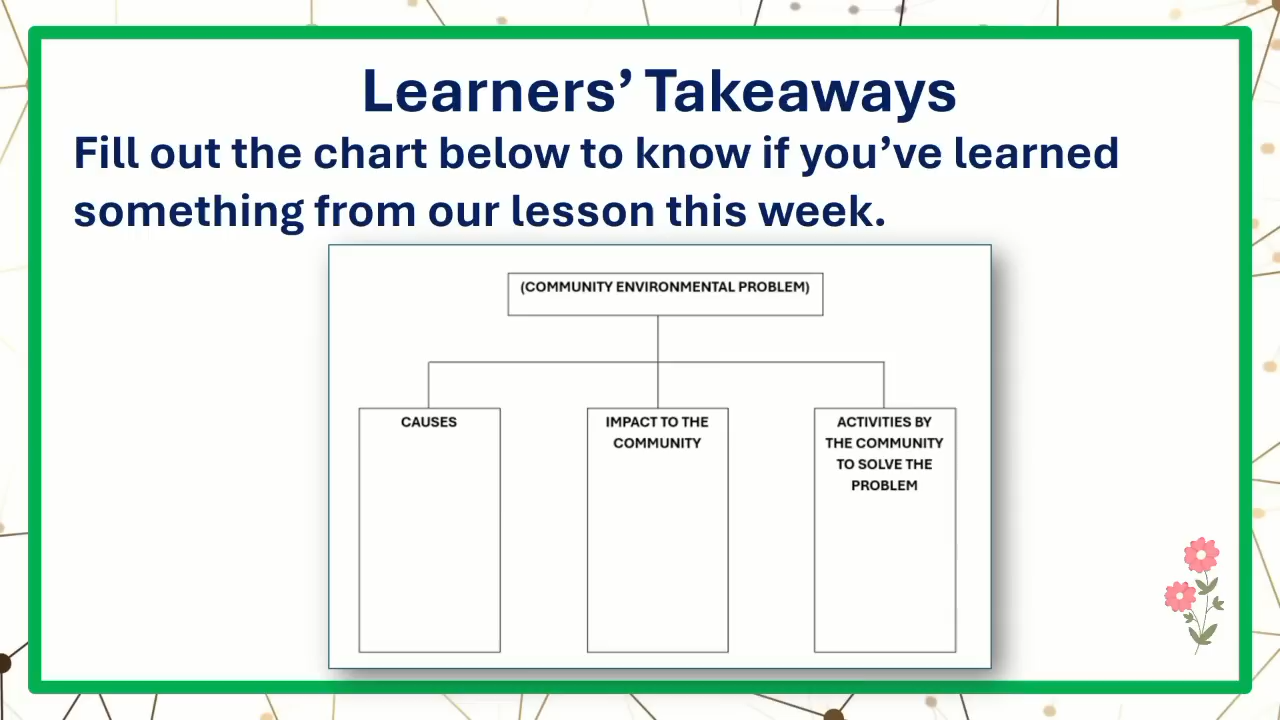 Learners’ Takeaways
Fill out the chart below to know if you’ve learned
something from our lesson this week.
(COMMUNITY ENVIRONMENTAL PROBLEM)
CAUSES
IMPACT TO THE
COMMUNITY
ACTIVITIES BY
THE COMMUNITY
TO SOLVE THE
PROBLEM